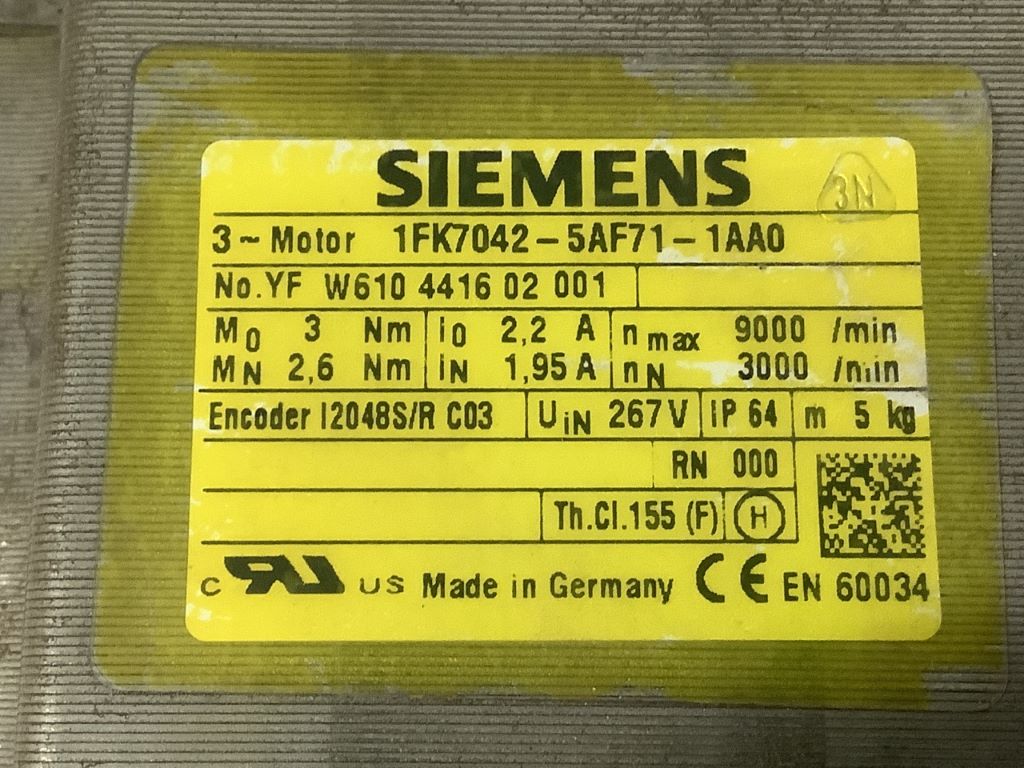 SIEMENS
3N
3 ~ Motor 1FK7042 - 5AF71 - 1AA0
No.YF W610 4416 02 001
M0 3 Nm I0 2,2 A n max 9000 /min
MN 2,6 Nm IN 1,95 A nN 3000 /min
Encoder I2048S/R C03 UiN 267 V IP 64 m 5 kg
RN 000
Th.Cl.155 (F) H
c RU US Made in Germany CE EN 60034